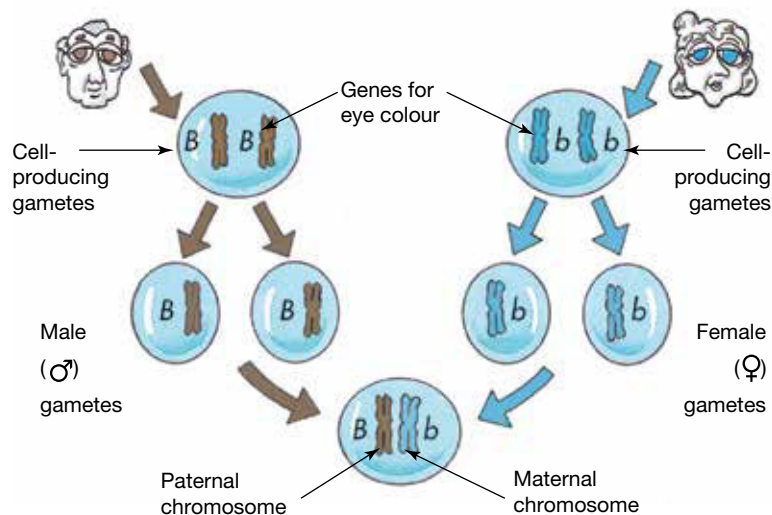 Genes for
eye colour
B B
b b
Cell-
producing
gametes
Cell-
producing
gametes
B
B
b
b
Male
(♂)
gametes
Female
(♀)
gametes
B b
Paternal
chromosome
Maternal
chromosome